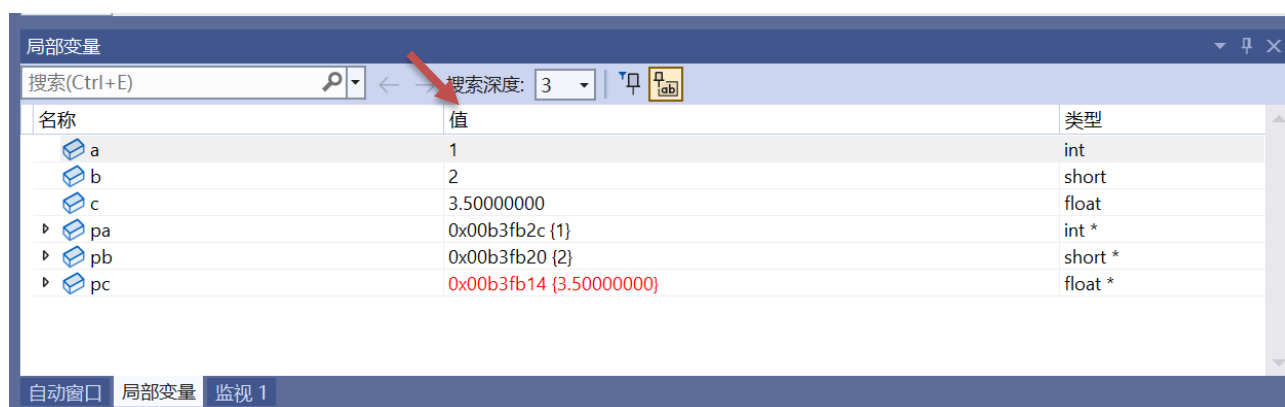 局部变量
搜索(Ctrl+E) 搜索深度: 3
名称 值 类型
a 1 int
b 2 short
c 3.50000000 float
pa 0x00b3fb2c {1} int *
pb 0x00b3fb20 {2} short *
pc 0x00b3fb14 {3.50000000} float *
自动窗口 局部变量 监视 1